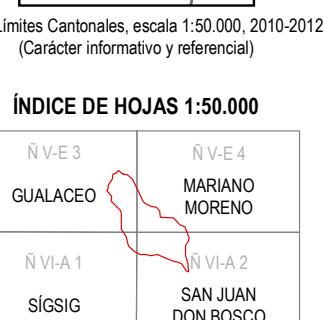 Límites Cantonales, escala 1:50.000, 2010-2012
(Carácter informativo y referencial)
ÍNDICE DE HOJAS 1:50.000
Ñ V-E 3
Ñ V-E 4
GUALACEO
MARIANO
MORENO
Ñ VI-A 1
Ñ VI-A 2
SÍGSIG
SAN JUAN
DON BOSCO